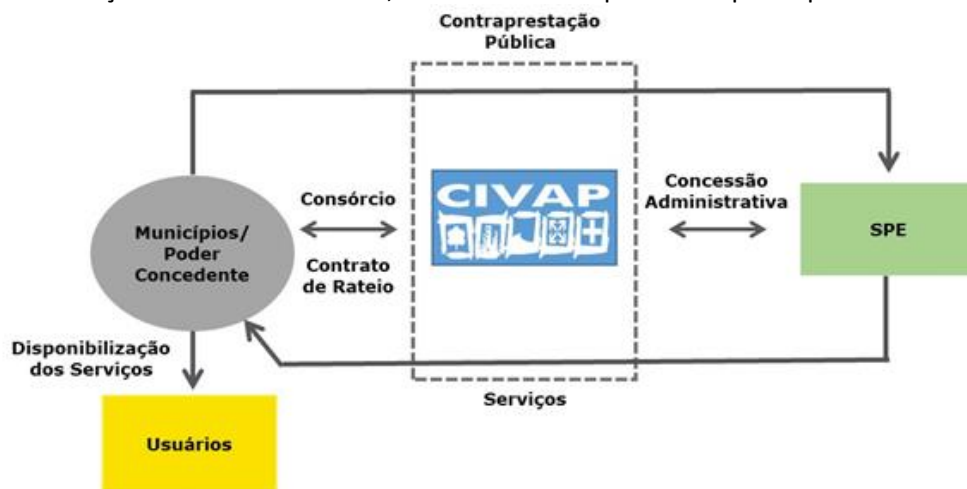 Contraprestação
Pública
Consórcio
CIVAP
Concessão
Administrativa
Municípios/
Poder
Concedente
SPE
Contrato
de Rateio
Disponibilização
dos Serviços
Serviços
Usuários